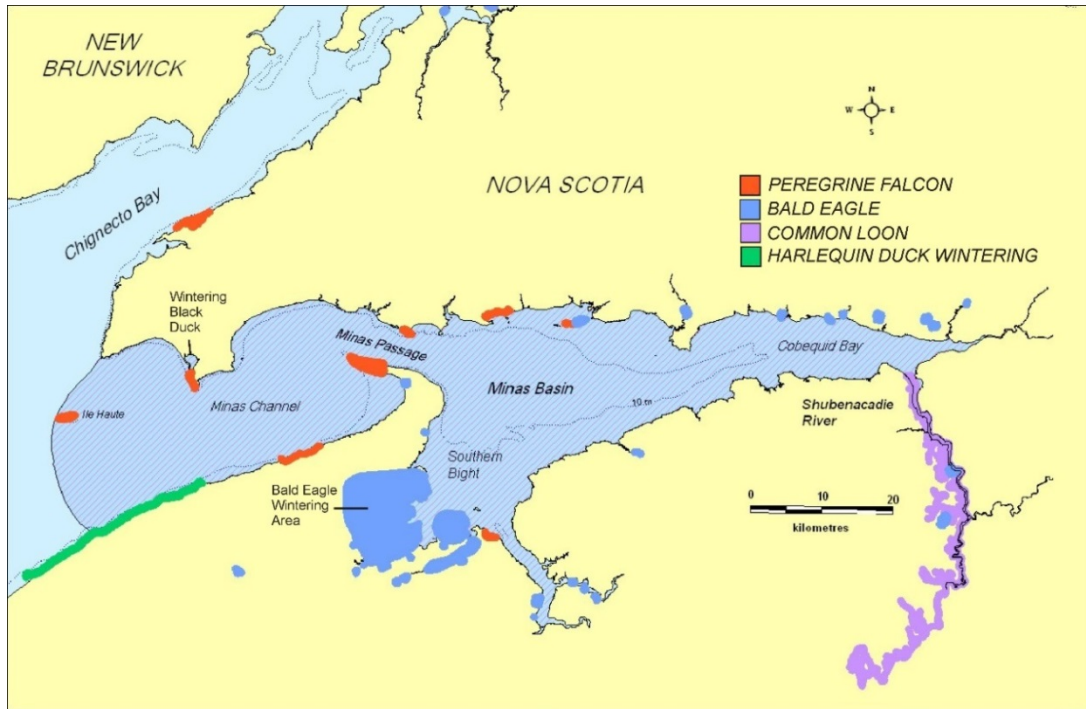 NEW
BRUNSWICK
N
W E
S
NOVA SCOTIA
PEREGRINE FALCON
BALD EAGLE
COMMON LOON
HARLEQUIN DUCK WINTERING
Chignecto Bay
Wintering
Black
Duck
Minas Passage
Cobequid Bay
Minas Basin
Ile Haute
Minas Channel
10 m
Shubenacadie
River
Southern
Bight
Bald Eagle
Wintering
Area
0 10 20
kilometres